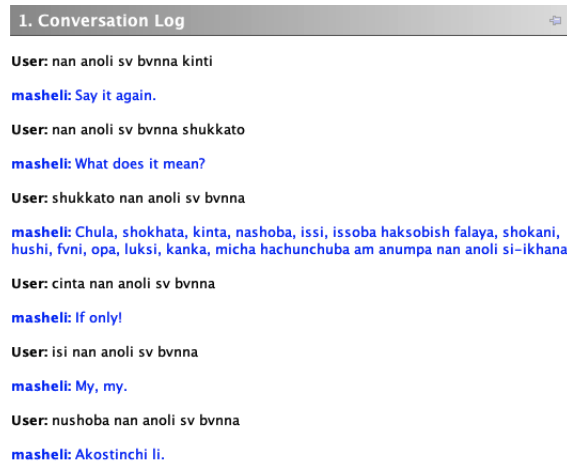 1. Conversation Log
User: nan anoli sv bvnna kinti
masheli: Say it again.
User: nan anoli sv bvnna shukkato
masheli: What does it mean?
User: shukkato nan anoli sv bvnna
masheli: Chula, shokhata, kinta, nashoba, issi, issoba haksobish falaya, shokani,
hushi, fvni, opa, luksi, kanka, micha hachunchuba am anumpa nan anoli si-ikhana
User: cinta nan anoli sv bvnna
masheli: If only!
User: isi nan anoli sv bvnna
masheli: My, my.
User: nushoba nan anoli sv bvnna
masheli: Akostinchi li.